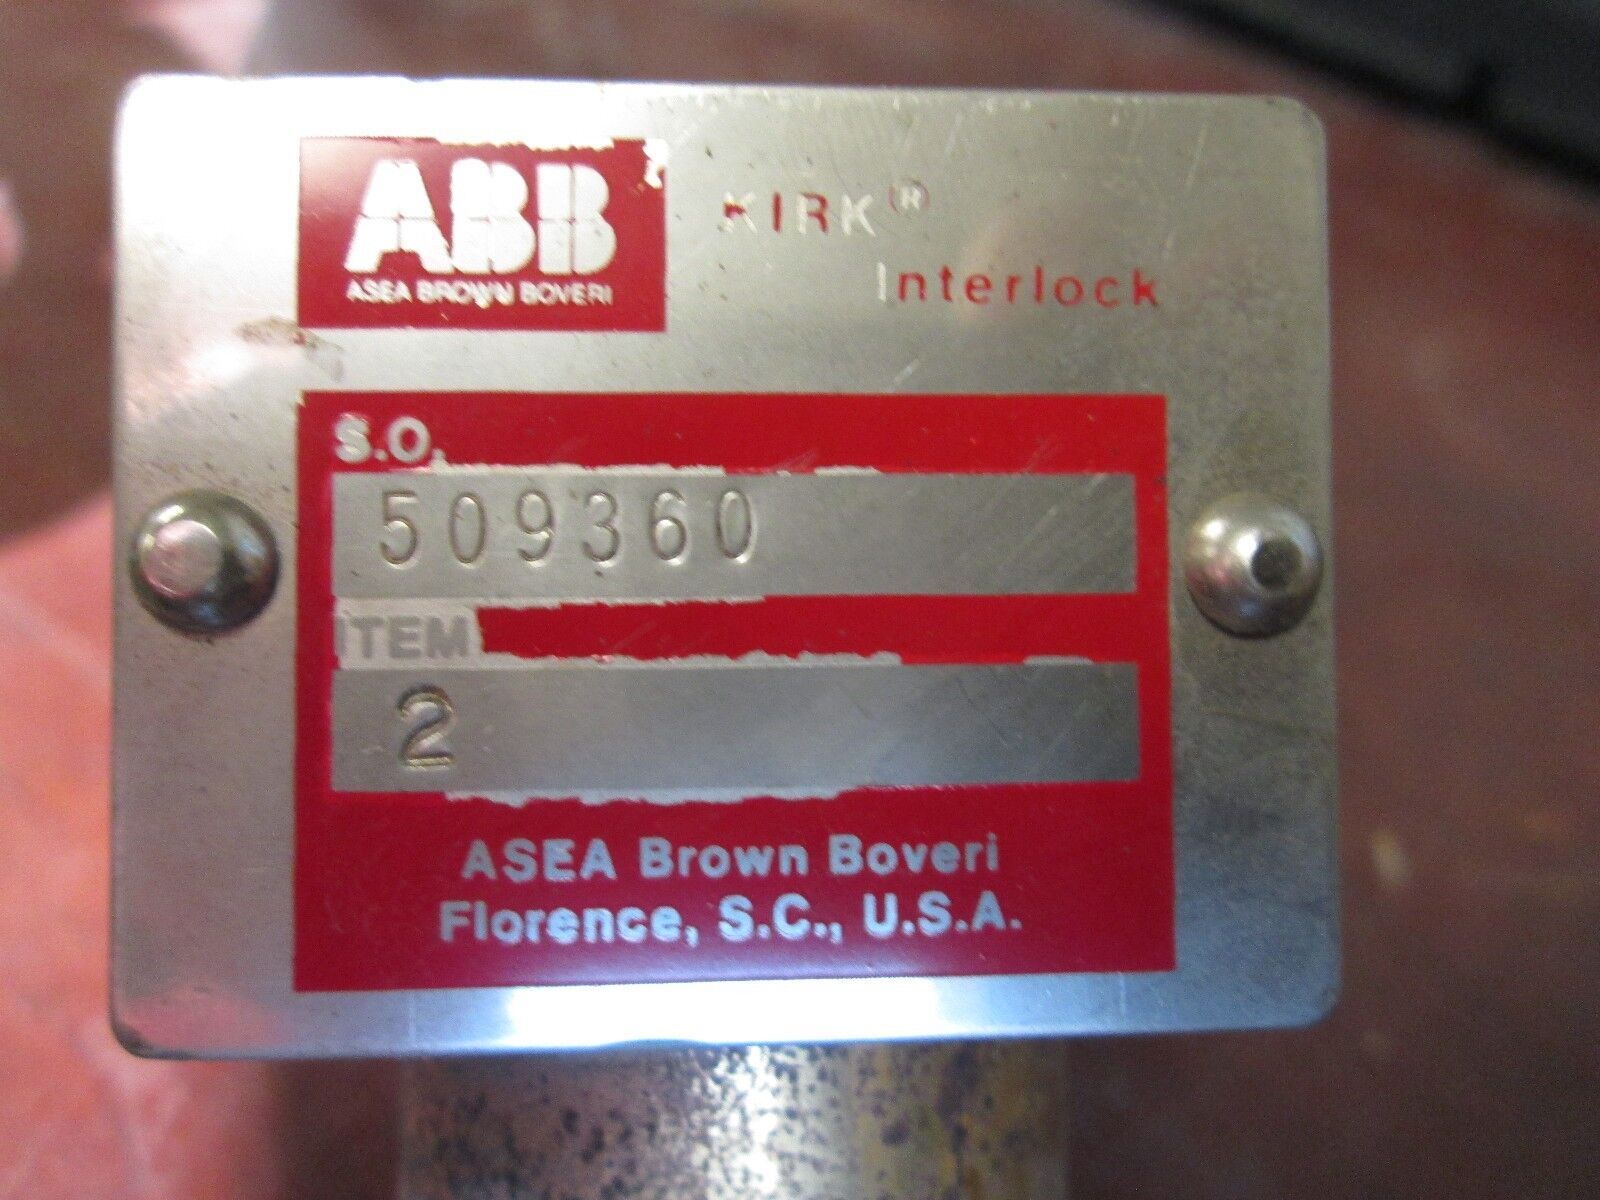 ABB
ASEA BROWN BOVERI
KIRK®
Interlock
S.O.
509360
ITEM
2
ASEA Brown Boveri
Florence, S.C., U.S.A.